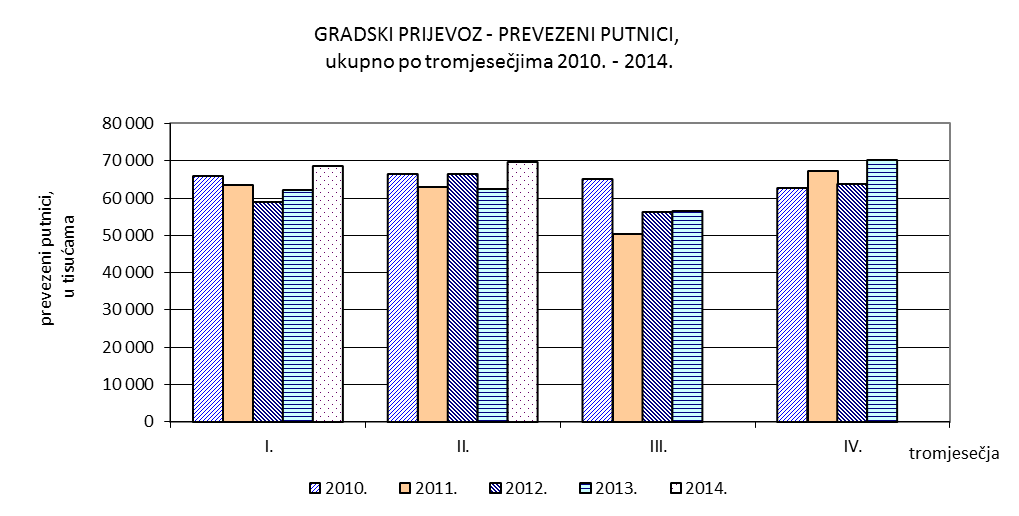 GRADSKI PRIJEVOZ - PREVEZENI PUTNICI,
ukupno po tromjesečjima 2010. - 2014.
prevezeni putnici,
u tisućama
80 000
70 000
60 000
50 000
40 000
30 000
20 000
10 000
0
I. II. III. IV.
tromjesečja
2010. 2011. 2012. 2013. 2014.